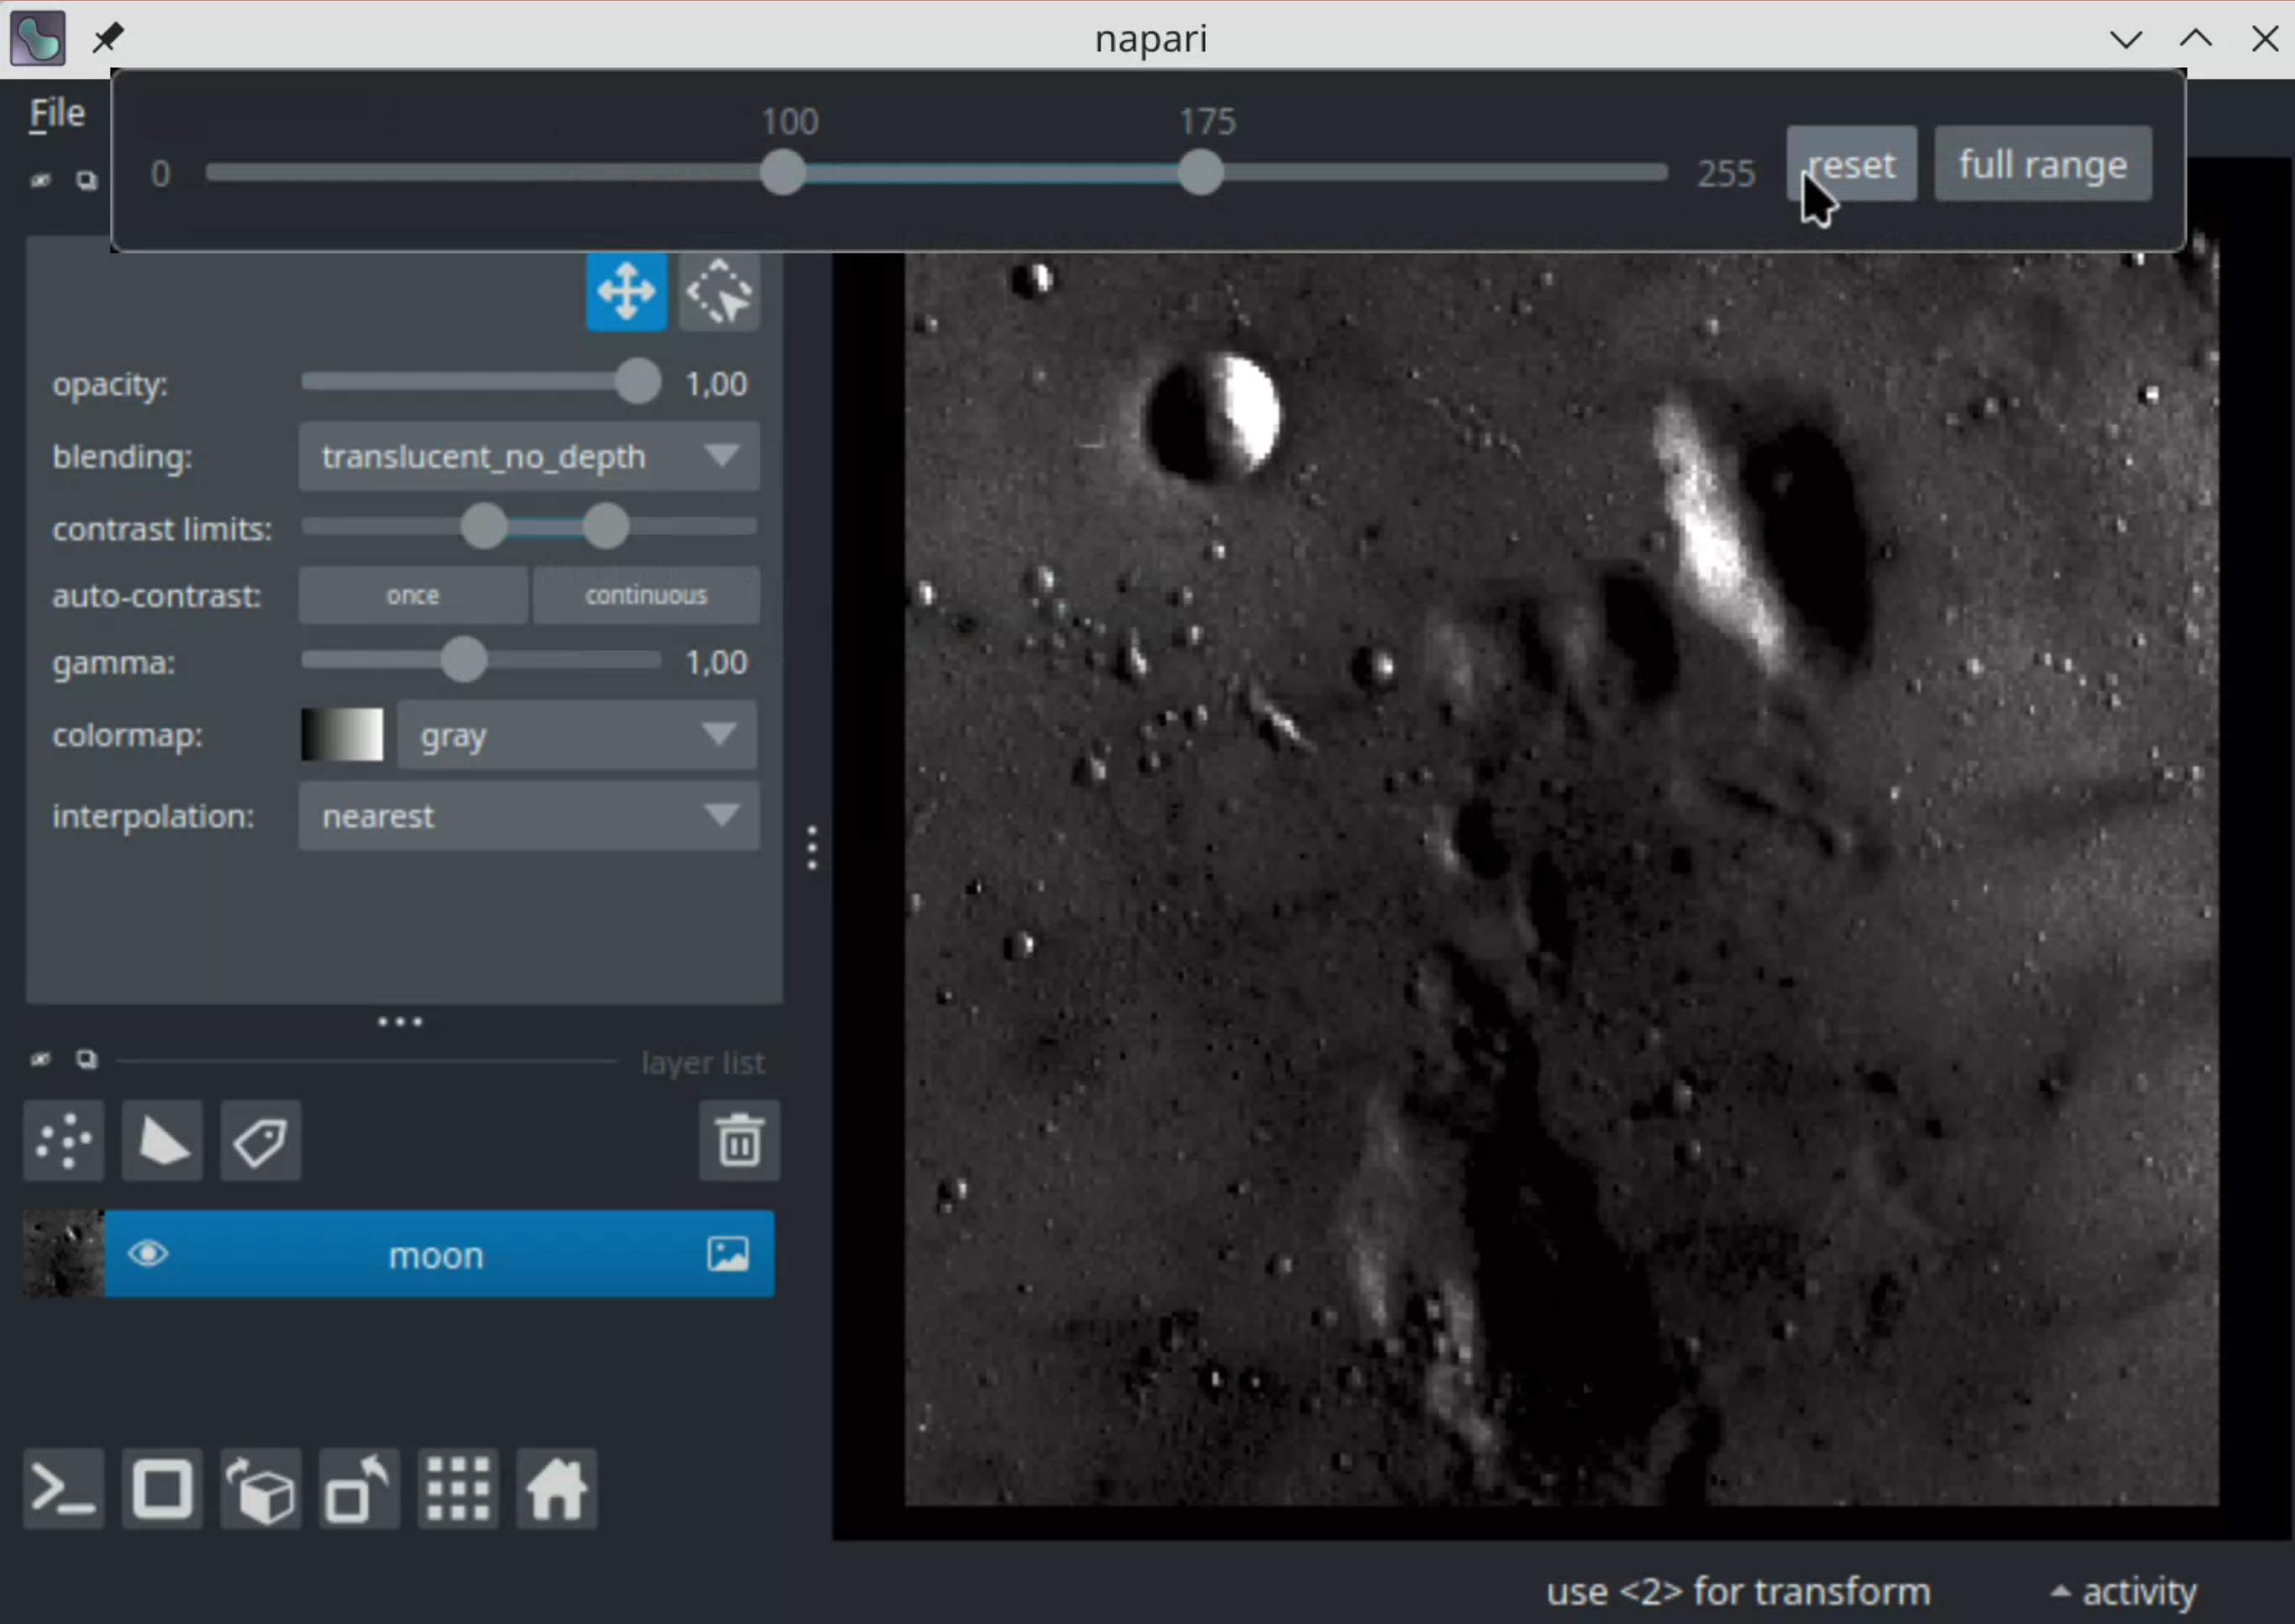 napari
File
100 175
0 255 reset full range
opacity: 1,00
blending: translucent_no_depth
contrast limits:
auto-contrast: once continuous
gamma: 1,00
colormap: gray
interpolation: nearest
layer list
moon
use <2> for transform activity